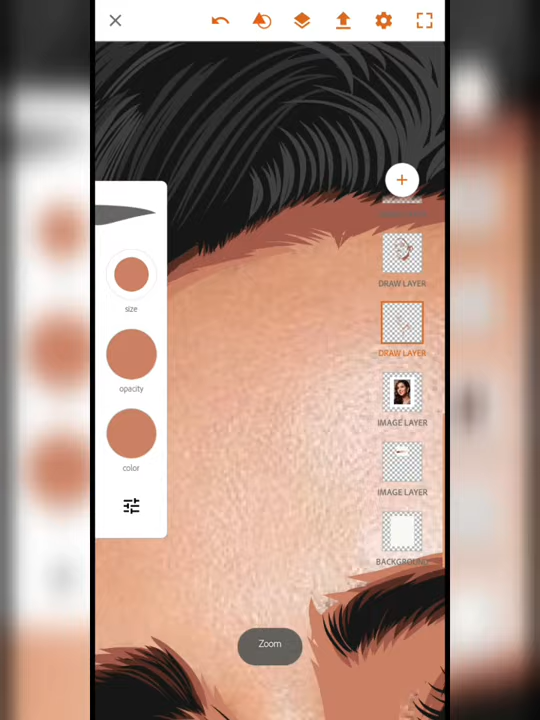 size
opacity
color
DRAW LAYER
DRAW LAYER
IMAGE LAYER
IMAGE LAYER
BACKGROUND
Zoom